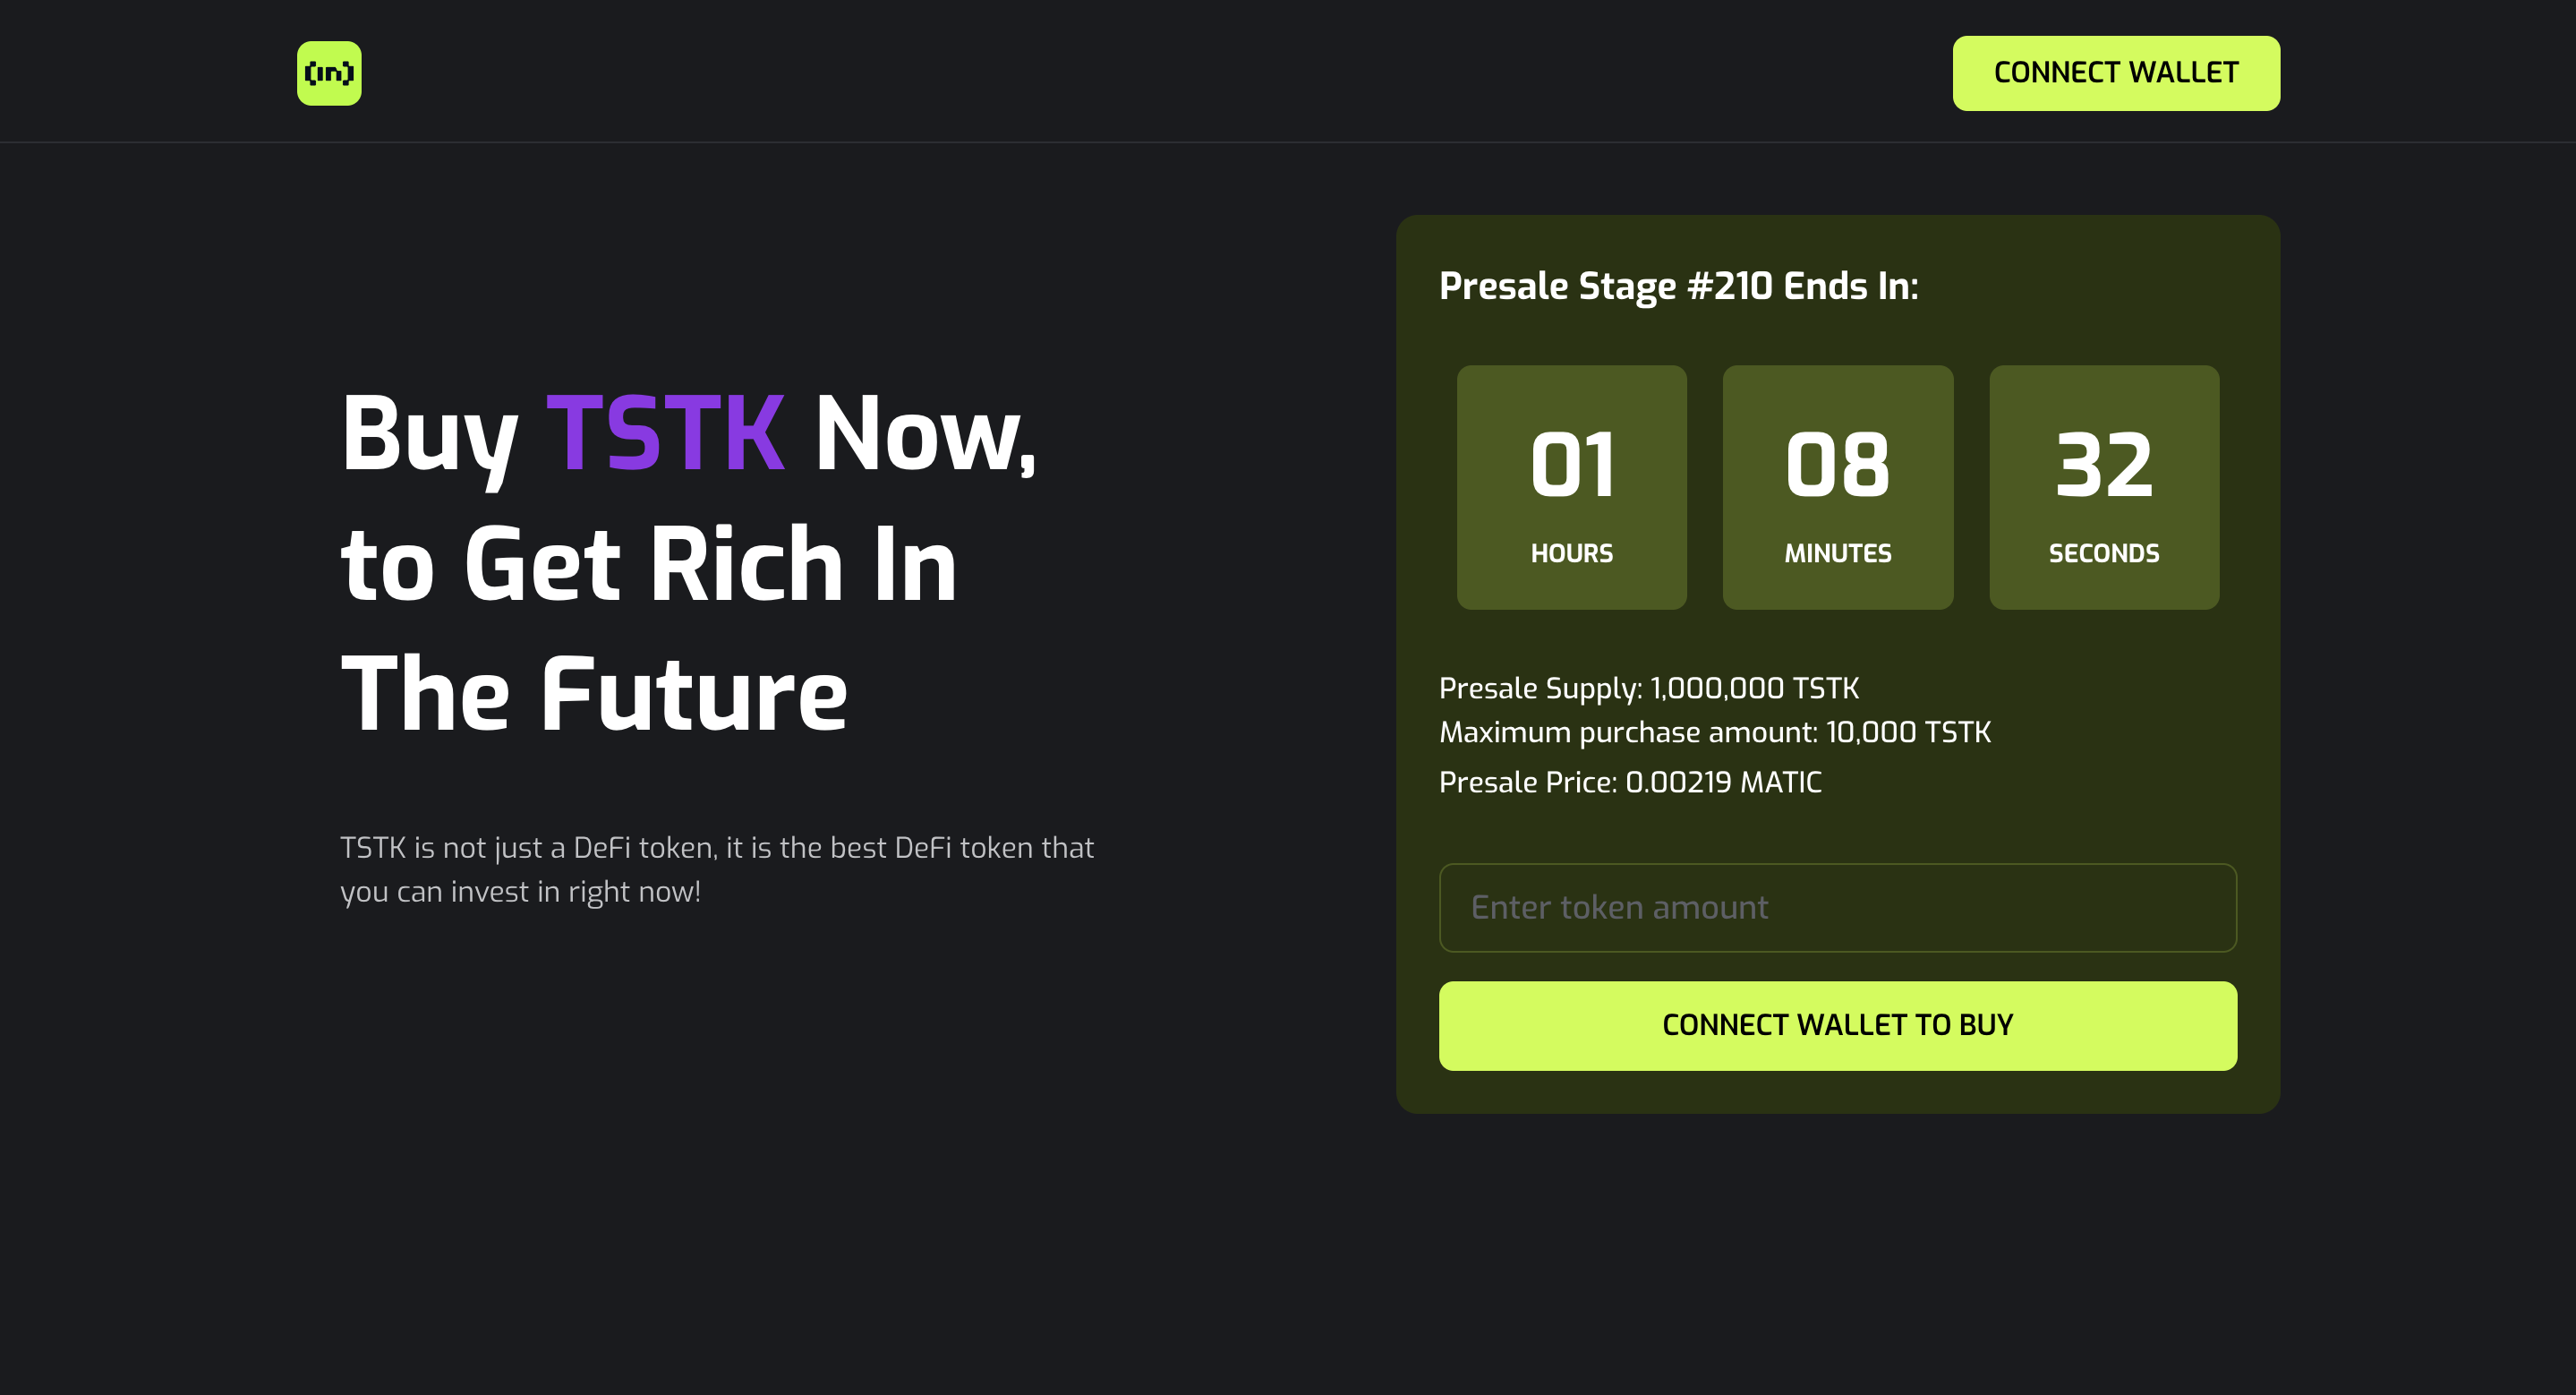 (in)
CONNECT WALLET
Buy TSTK Now,
to Get Rich In
The Future
TSTK is not just a DeFi token, it is the best DeFi token that
you can invest in right now!
Presale Stage #210 Ends In:
01
HOURS
08
MINUTES
32
SECONDS
Presale Supply: 1,000,000 TSTK
Maximum purchase amount: 10,000 TSTK
Presale Price: 0.00219 MATIC
Enter token amount
CONNECT WALLET TO BUY